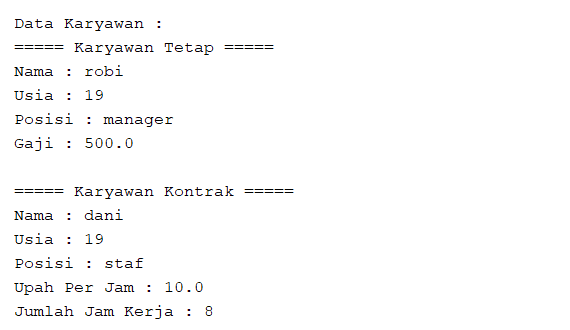 Data Karyawan :
===== Karyawan Tetap =====
Nama : robi
Usia : 19
Posisi : manager
Gaji : 500.0
===== Karyawan Kontrak =====
Nama : dani
Usia : 19
Posisi : staf
Upah Per Jam : 10.0
Jumlah Jam Kerja : 8